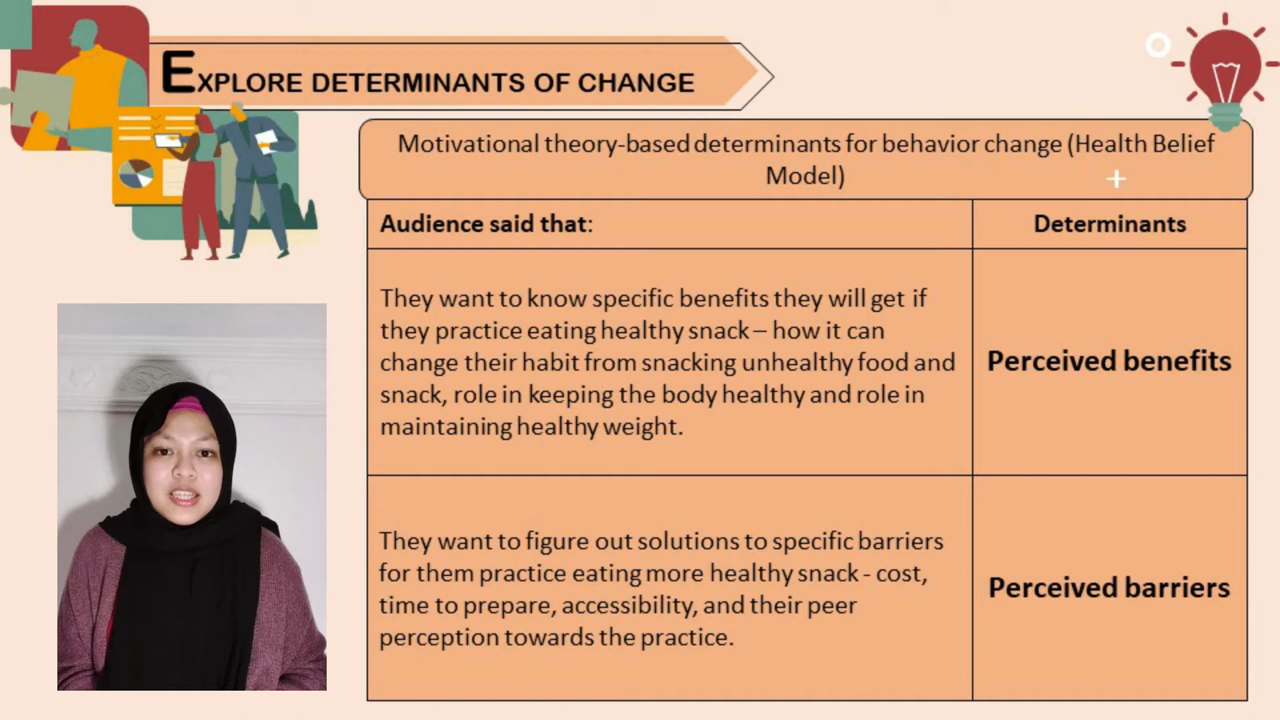 EXPLORE DETERMINANTS OF CHANGE
Motivational theory-based determinants for behavior change (Health Belief
Model)
Audience said that:
Determinants
They want to know specific benefits they will get if
they practice eating healthy snack – how it can
change their habit from snacking unhealthy food and
snack, role in keeping the body healthy and role in
maintaining healthy weight.
Perceived benefits
They want to figure out solutions to specific barriers
for them practice eating more healthy snack - cost,
time to prepare, accessibility, and their peer
perception towards the practice.
Perceived barriers